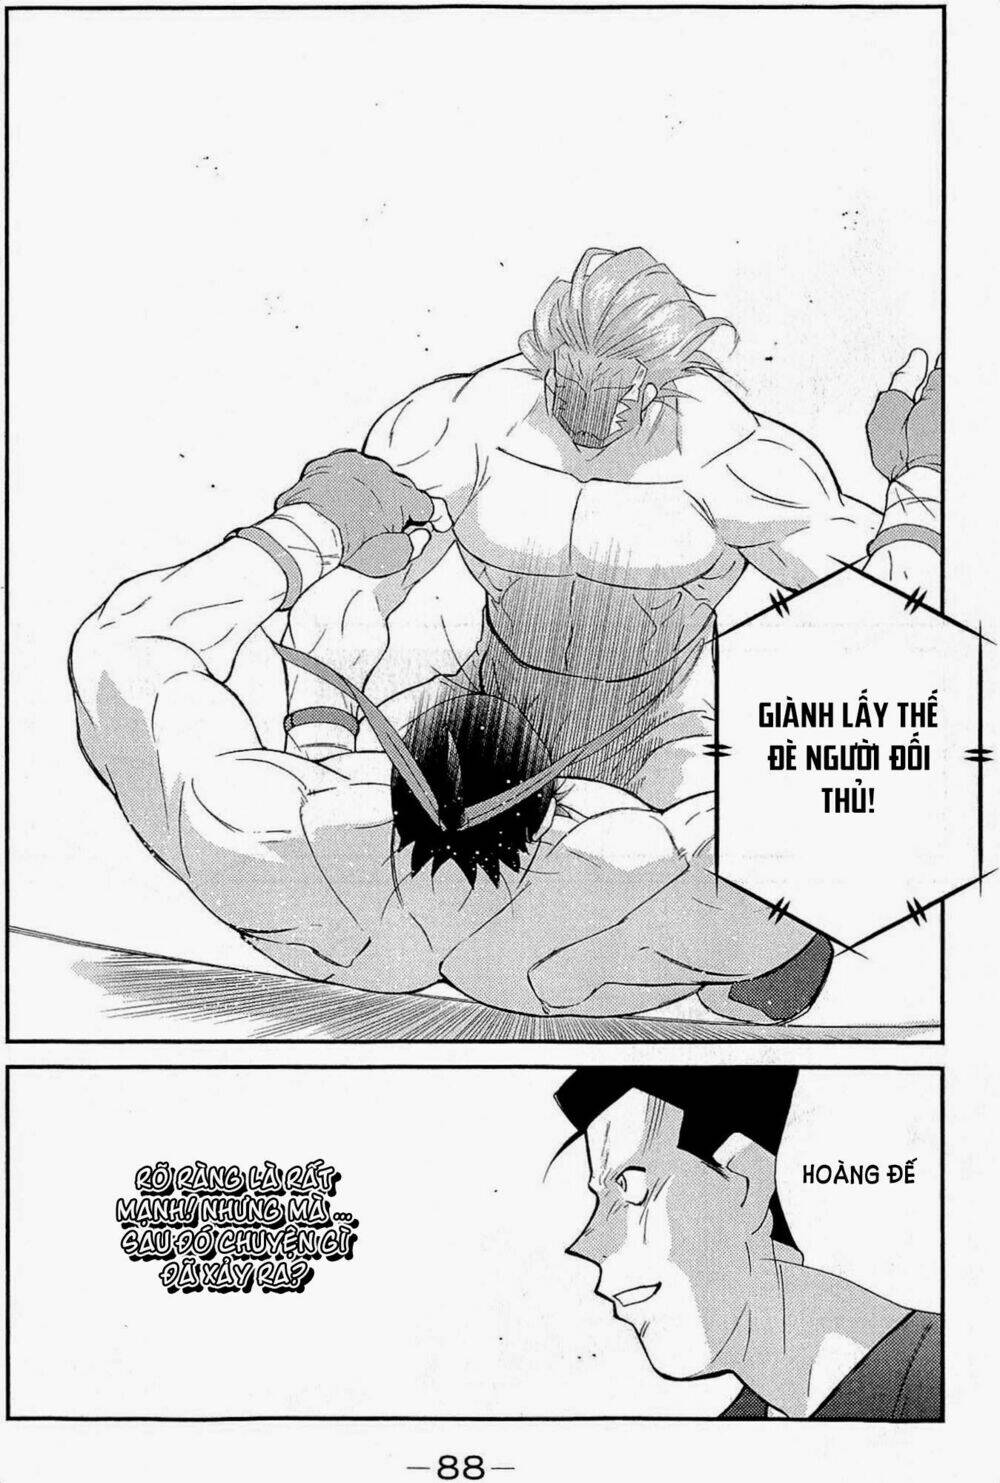 GIÀNH LẤY THẾ
ĐÈ NGƯỜI ĐỐI
THỦ!
HOÀNG ĐẾ
RÕ RÀNG LÀ RẤT
MẠNH! NHƯNG MÀ ...
SAU ĐÓ CHUYỆN GÌ
ĐÃ XẢY RA?
-88-